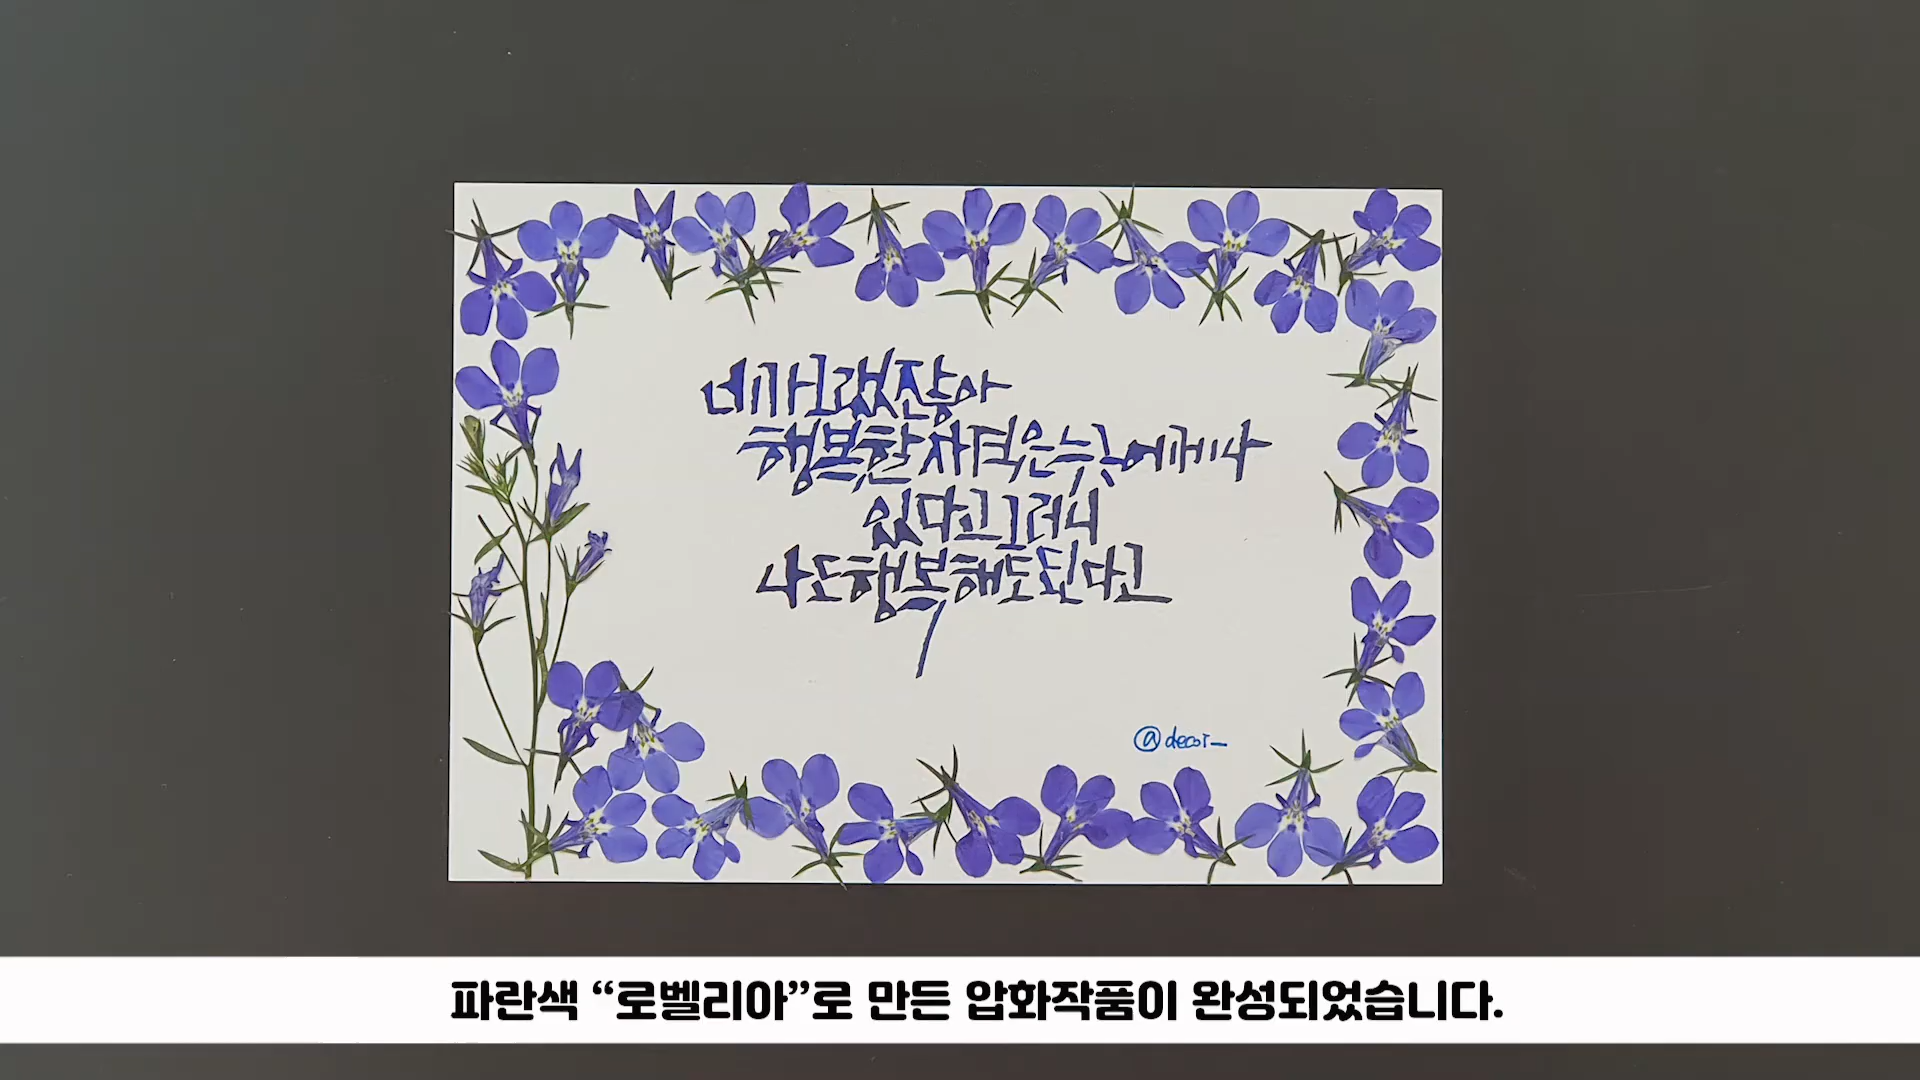 네가 그랬잖아
행복할 자격은 누구에게나
있다고 그러니
나도 행복해도 된다고
@decor_
파란색 “로벨리아”로 만든 압화작품이 완성되었습니다.